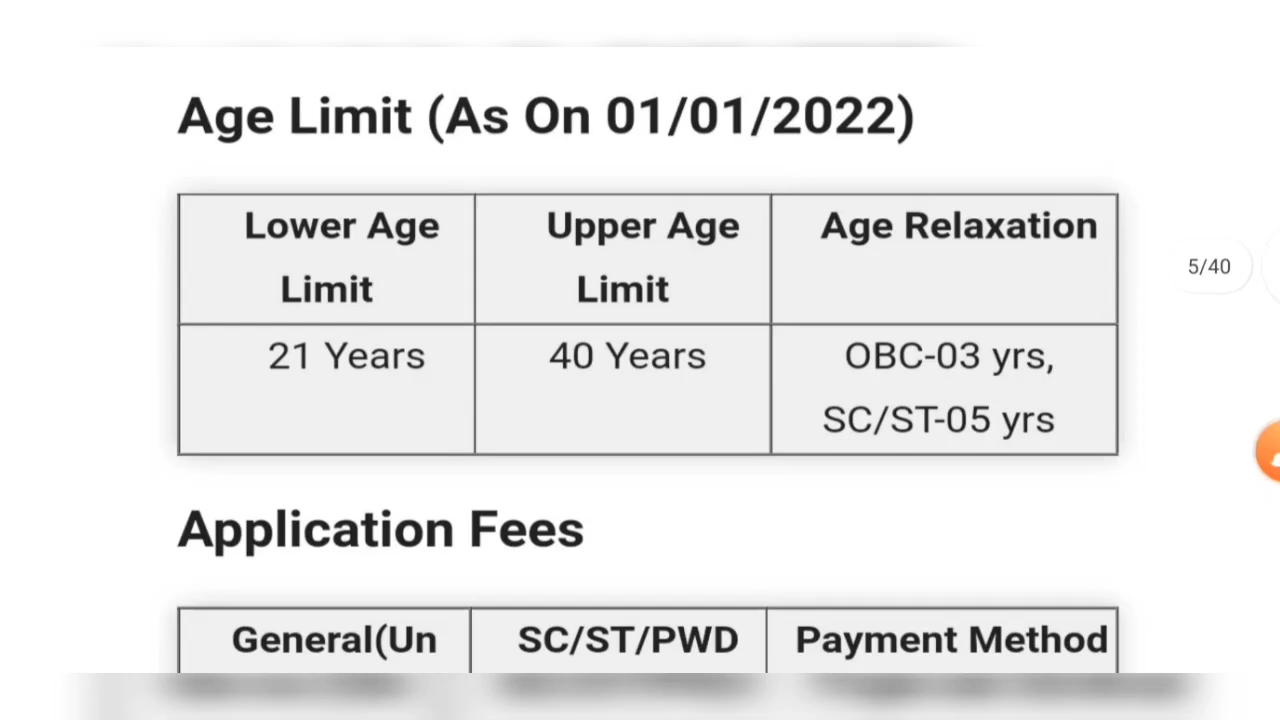 Age Limit (As On 01/01/2022)
Lower Age Limit
Upper Age Limit
Age Relaxation
5/40
21 Years
40 Years
OBC-03 yrs,
SC/ST-05 yrs
Application Fees
General(Un
SC/ST/PWD
Payment Method